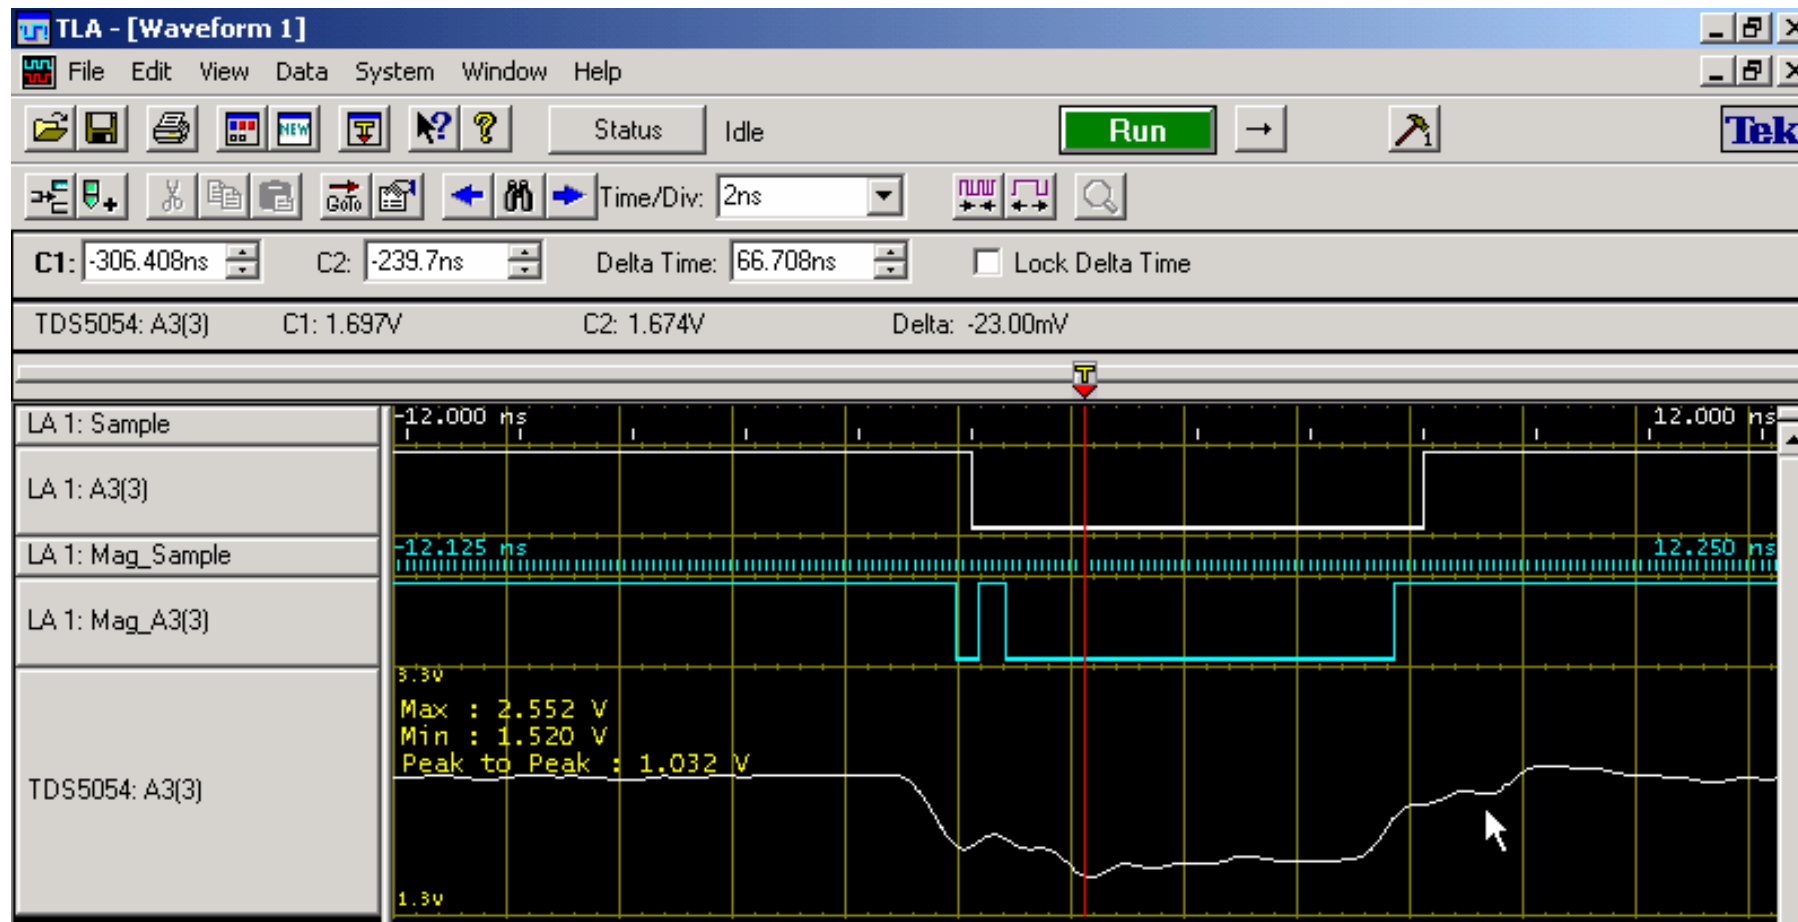 TLA - [Waveform 1]
File Edit View Data System Window Help
NEW T ? ? Status Idle Run → 1 Tek
GoTo Time/Div: 2ns
C1: -306.408ns C2: -239.7ns Delta Time: 66.708ns Lock Delta Time
TDS5054: A3(3) C1: 1.697V C2: 1.674V Delta: -23.00mV
T
LA 1: Sample -12.000 ns 12.000 ns
LA 1: A3(3)
LA 1: Mag_Sample -12.125 ns 12.250 ns
LA 1: Mag_A3(3)
3.3V
Max : 2.552 V
Min : 1.520 V
Peak to Peak : 1.032 V
TDS5054: A3(3)
1.3V